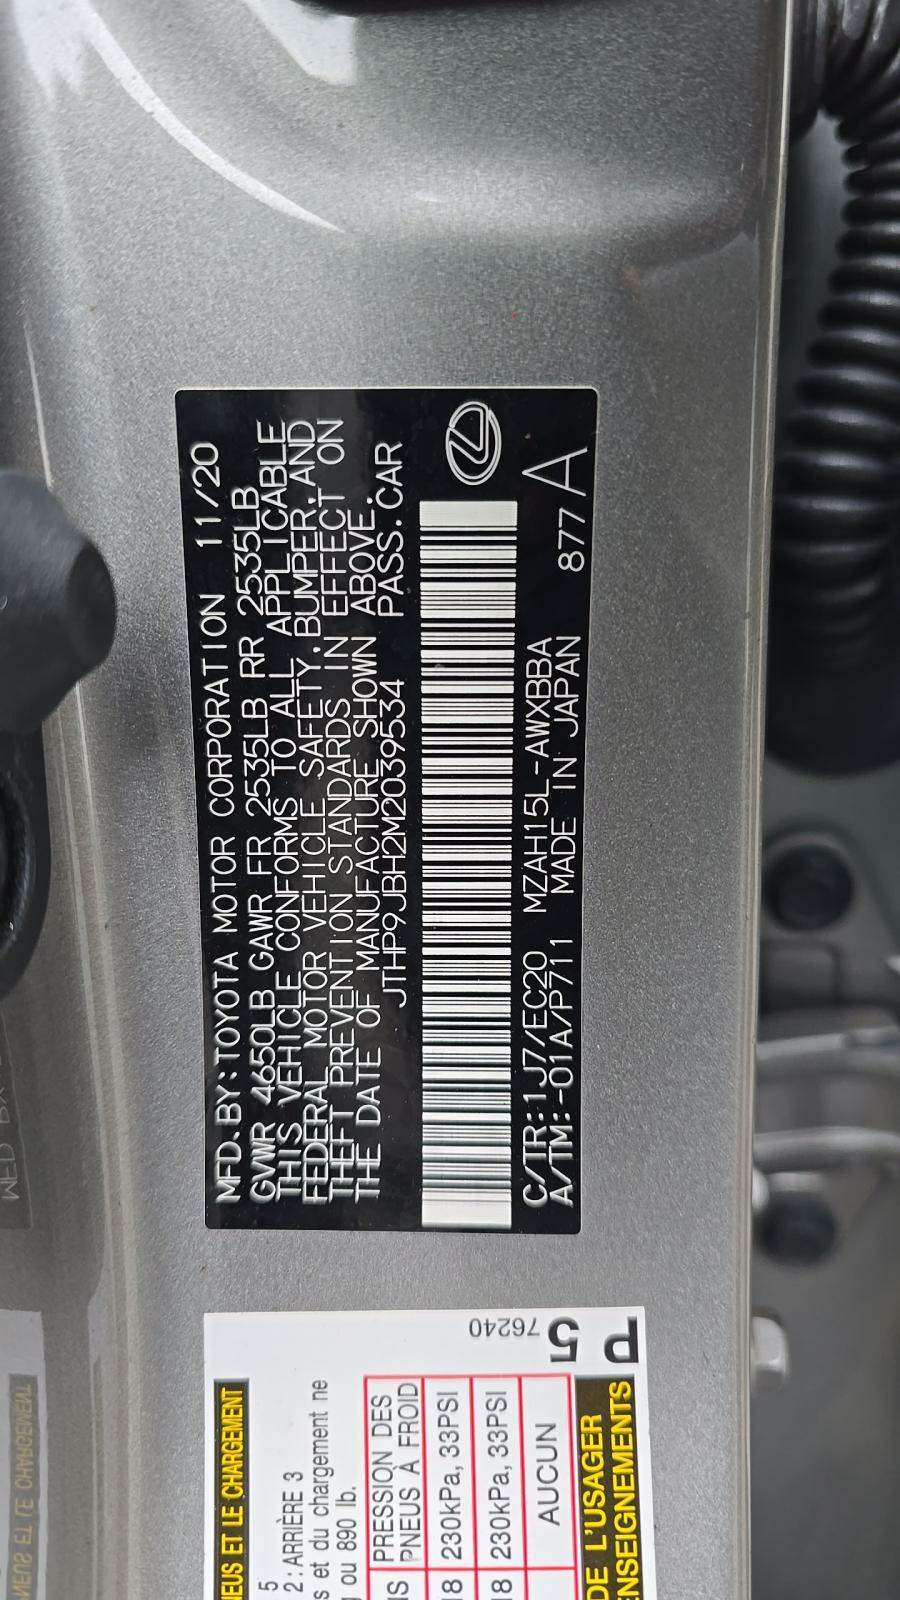 MFD.BY:TOYOTA MOTOR CORPORATION 11/20
GVWR 4650LB GAWR FR 2535LB RR 2535LB
THIS VEHICLE CONFORMS TO ALL APPLICABLE
FEDERAL MOTOR VEHICLE SAFETY,BUMPER,AND
THEFT PREVENTION STANDARDS IN EFFECT ON
THE DATE OF MANUFACTURE SHOWN ABOVE.
JTHP9JBH2M2039534 PASS.CAR
C/TR:1J7/EC20 MZAH15L-AWXBBA
A/TM:-01A/P711 MADE IN JAPAN 877 A
NEUS ET LE CHARGEMENT
5
2 : ARRIÈRE 3
s et du chargement ne
ou 890 lb.
PRESSION DES
PNEUS À FROID
18 230kPa, 33PSI
18 230kPa, 33PSI
AUCUN
DE L'USAGER
ENSEIGNEMENTS
76240
5
P